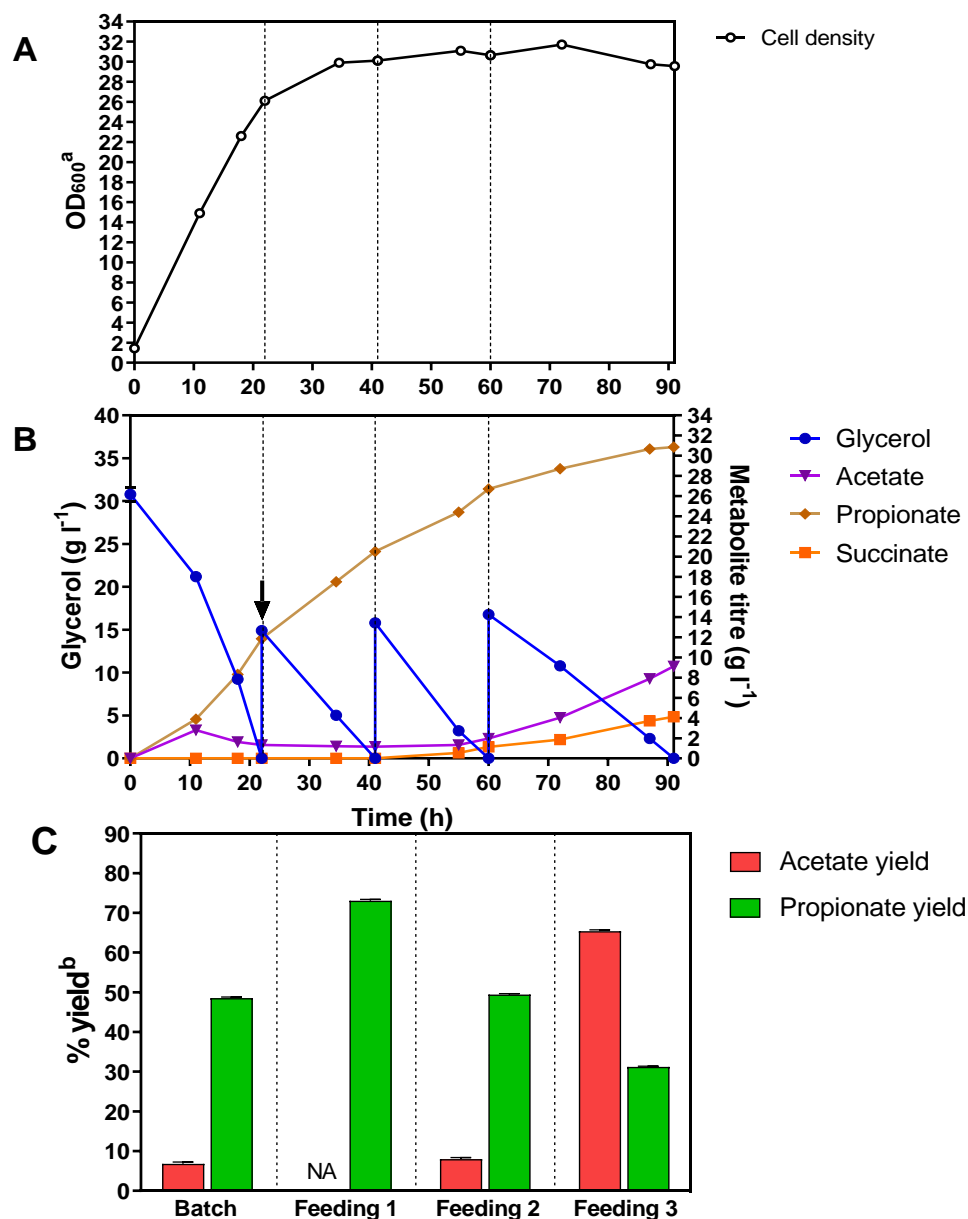 A
34
32
30
28
26
24
22
20
18
16
14
12
10
8
6
4
2
0
OD600a
0 10 20 30 40 50 60 70 80 90
Cell density
B
40
35
30
25
20
15
10
5
0
Glycerol (g l-1)
34
32
30
28
26
24
22
20
18
16
14
12
10
8
6
4
2
0
Metabolite titre (g l-1)
0 10 20 30 40 50 60 70 80 90
Time (h)
Glycerol
Acetate
Propionate
Succinate
C
90
80
70
60
50
40
30
20
10
0
% yieldb
NA
Batch Feeding 1 Feeding 2 Feeding 3
Acetate yield
Propionate yield